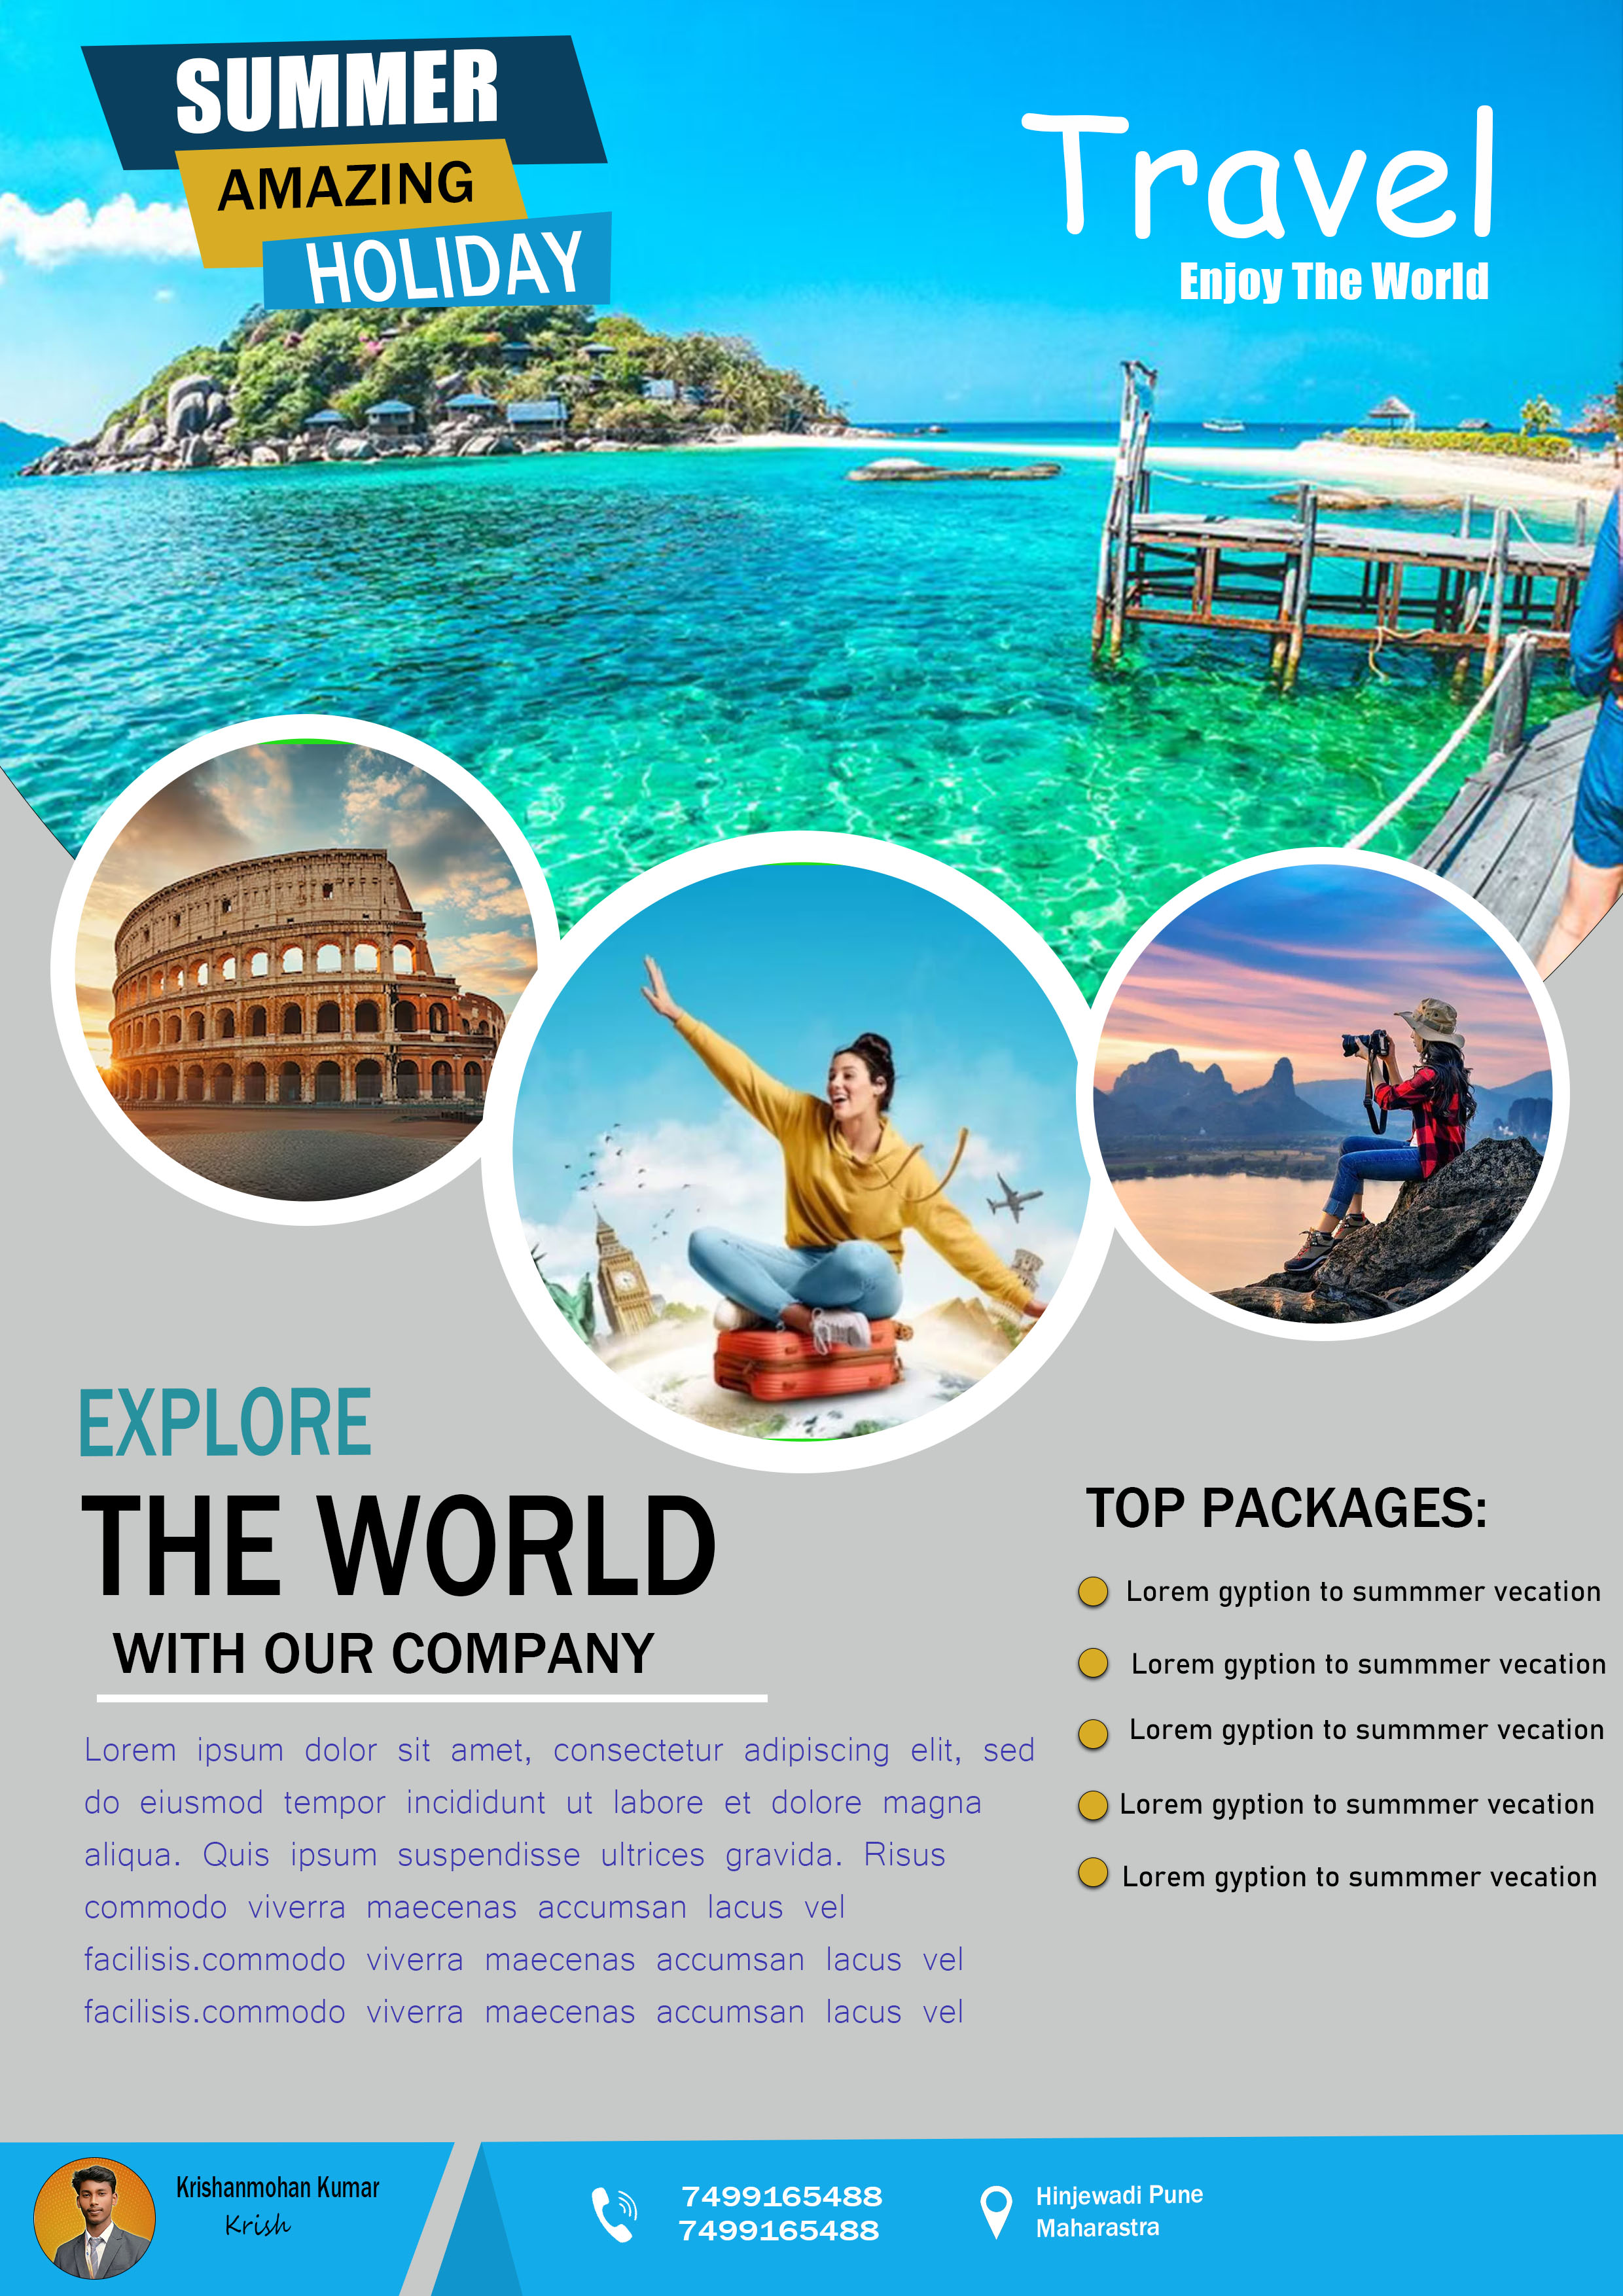 SUMMER
AMAZING
HOLIDAY
Travel
Enjoy The World
EXPLORE
THE WORLD
WITH OUR COMPANY
Lorem ipsum dolor sit amet, consectetur adipiscing elit, sed
do eiusmod tempor incididunt ut labore et dolore magna
aliqua. Quis ipsum suspendisse ultrices gravida. Risus
commodo viverra maecenas accumsan lacus vel
facilisis.commodo viverra maecenas accumsan lacus vel
facilisis.commodo viverra maecenas accumsan lacus vel
TOP PACKAGES:
Lorem gyption to summmer vecation
Lorem gyption to summmer vecation
Lorem gyption to summmer vecation
Lorem gyption to summmer vecation
Lorem gyption to summmer vecation
Krishanmohan Kumar
Krish
7499165488
7499165488
Hinjewadi Pune
Maharastra